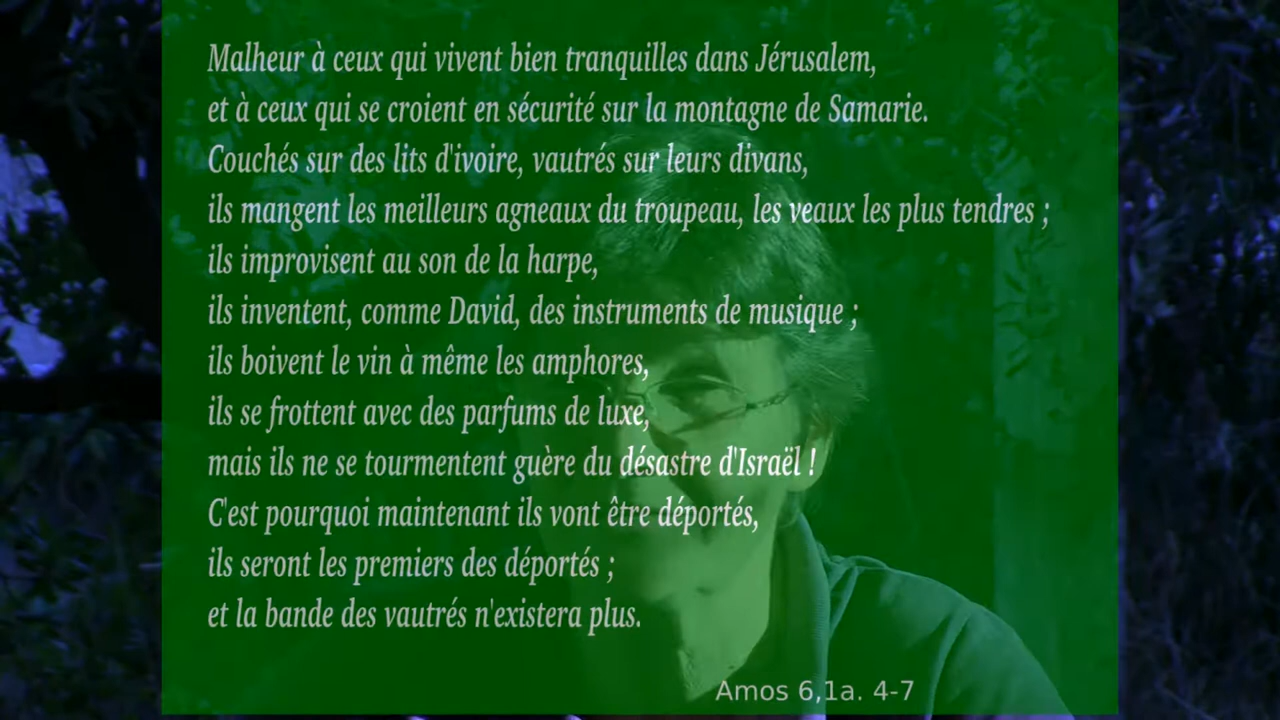 Malheur à ceux qui vivent bien tranquilles dans Jérusalem,
et à ceux qui se croient en sécurité sur la montagne de Samarie.
Couchés sur des lits d'ivoire, vautrés sur leurs divans,
ils mangent les meilleurs agneaux du troupeau, les veaux les plus tendres ;
ils improvisent au son de la harpe,
ils inventent, comme David, des instruments de musique ;
ils boivent le vin à même les amphores,
ils se frottent avec des parfums de luxe,
mais ils ne se tourmentent guère du désastre d'Israël !
C'est pourquoi maintenant ils vont être déportés,
ils seront les premiers des déportés ;
et la bande des vautrés n'existera plus.
Amos 6,1a. 4-7